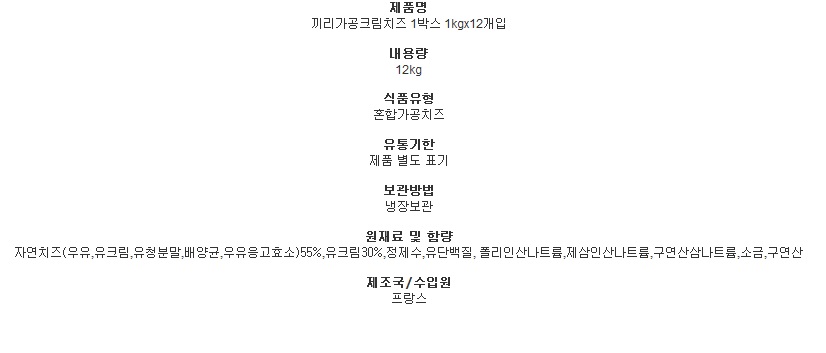 제품명
끼리가공크림치즈 1박스 1kgx12개입
내용량
12kg
식품유형
혼합가공치즈
유통기한
제품 별도 표기
보관방법
냉장보관
원재료 및 함량
자연치즈(우유,유크림,유청분말,배양균,우유응고효소)55%,유크림30%,정제수,유단백질, 폴리인산나트륨,제삼인산나트륨,구연산삼나트륨,소금,구연산
제조국/수입원
프랑스